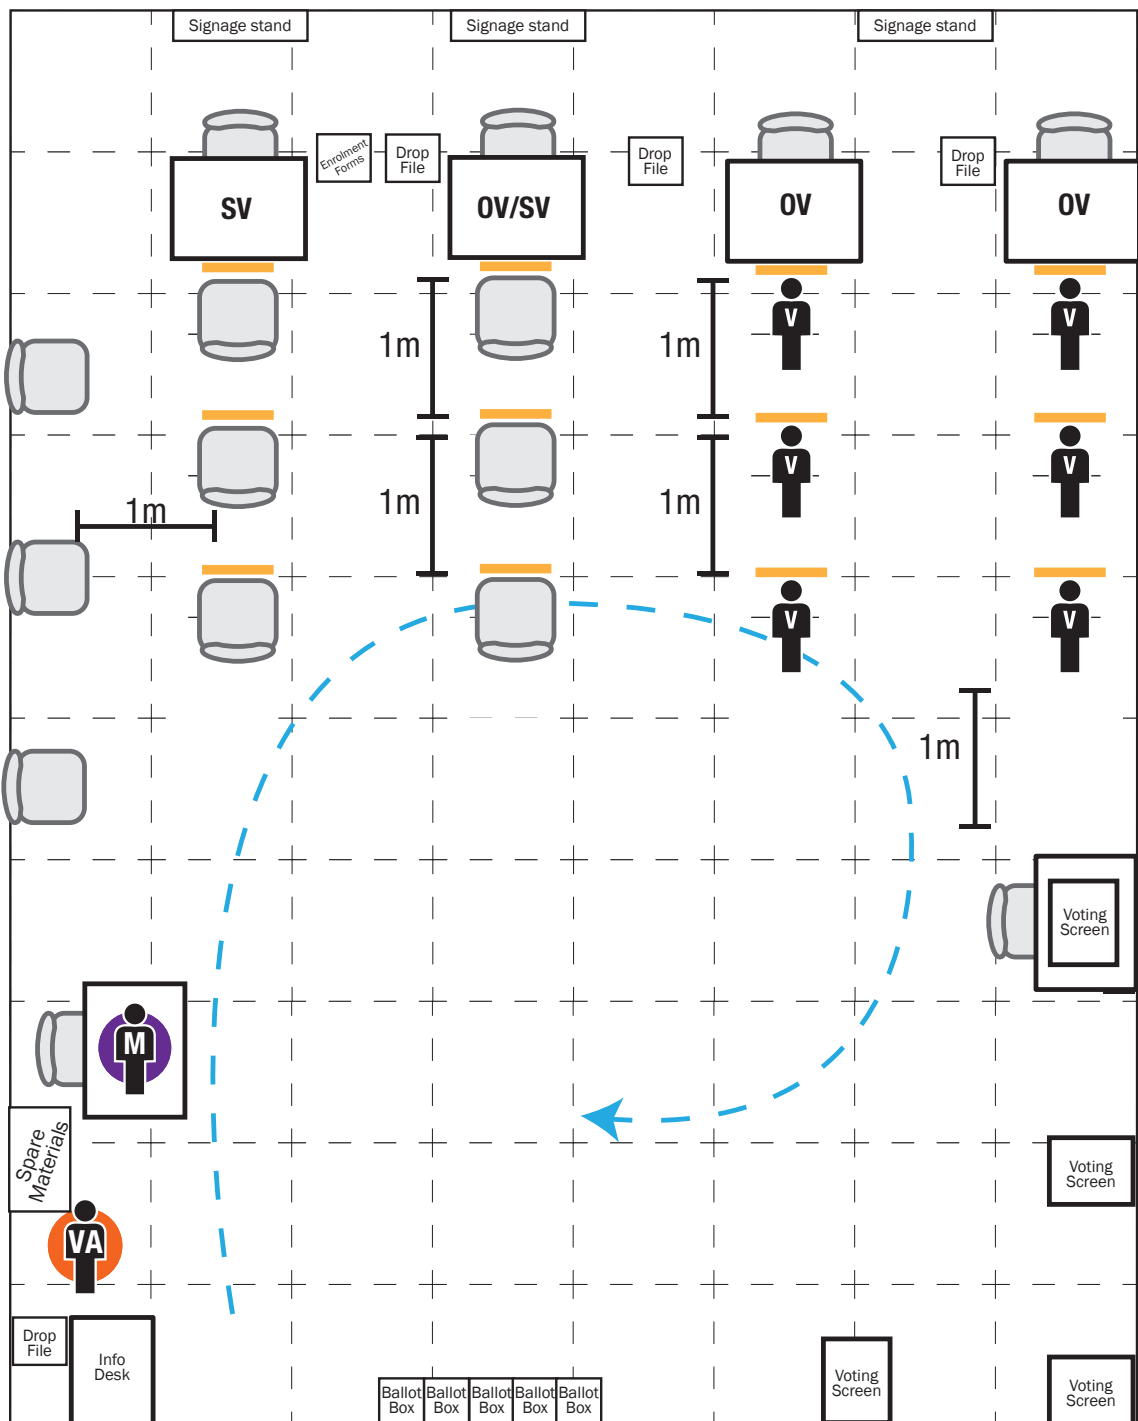 Signage stand
Signage stand
Signage stand
Enrolment
Forms
Drop
File
Drop
File
Drop
File
SV
OV/SV
OV
OV
V
V
1m
1m
V
V
1m
1m
1m
V
V
1m
Voting
Screen
M
Spare
Materials
Voting
Screen
VA
Drop
File
Info
Desk
Ballot
Box
Ballot
Box
Ballot
Box
Ballot
Box
Ballot
Box
Voting
Screen
Voting
Screen